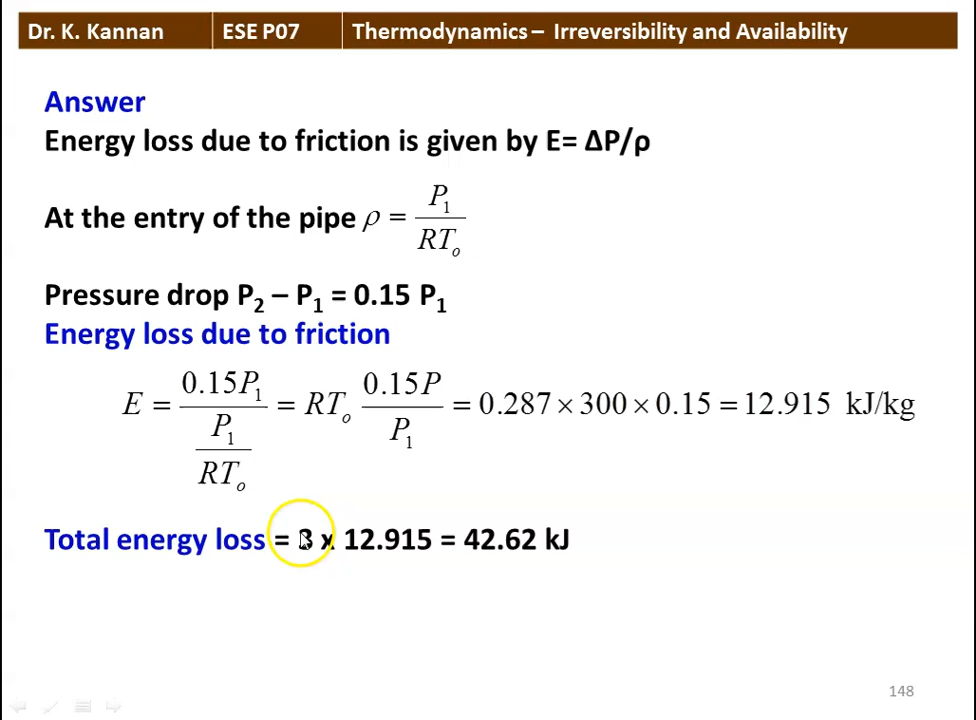 Dr. K. Kannan ESE P07 Thermodynamics – Irreversibility and Availability
Answer
Energy loss due to friction is given by E= ΔP/ρ
At the entry of the pipe ρ = P₁ / RTₒ
Pressure drop P₂ – P₁ = 0.15 P₁
Energy loss due to friction
E = 0.15P₁ / (P₁ / RTₒ) = RTₒ 0.15P / P₁ = 0.287 × 300 × 0.15 = 12.915 kJ/kg
Total energy loss = 3 x 12.915 = 42.62 kJ
148